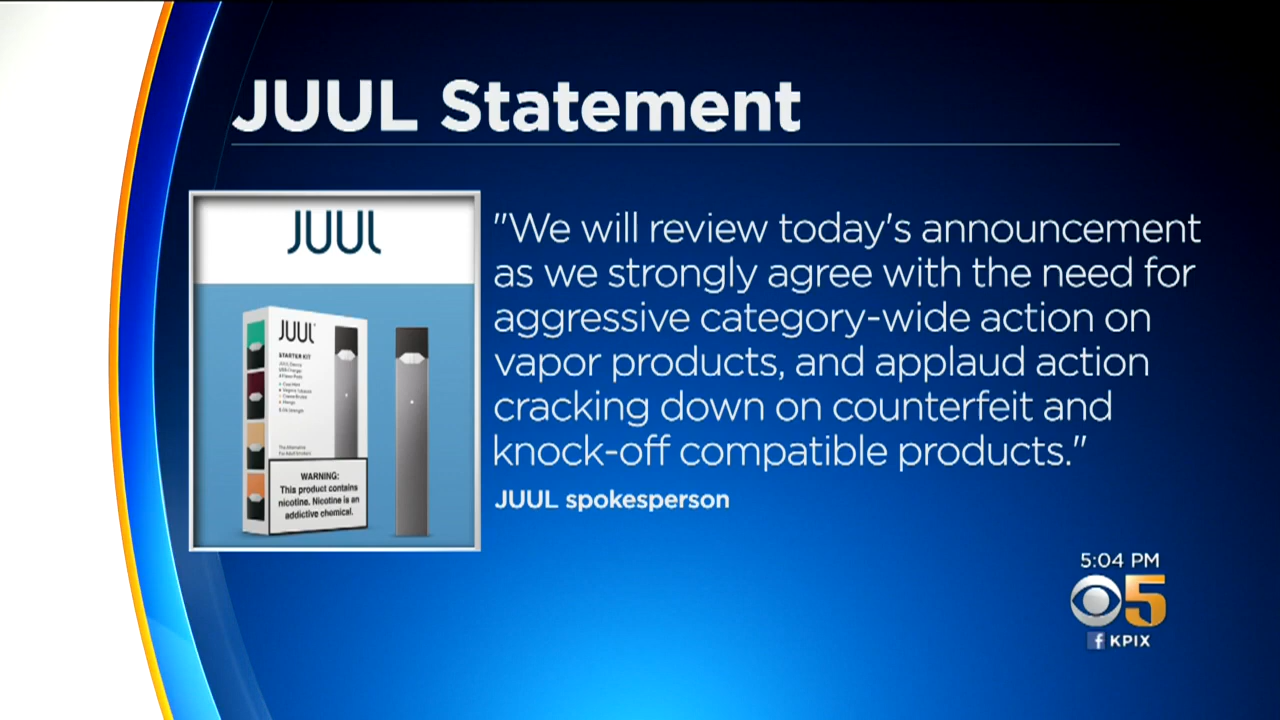 JUUL Statement
JUUL
JUUL
STARTER KIT
WARNING:
This product contains
nicotine. Nicotine is an
addictive chemical.
"We will review today's announcement
as we strongly agree with the need for
aggressive category-wide action on
vapor products, and applaud action
cracking down on counterfeit and
knock-off compatible products."
JUUL spokesperson
5:04 PM
5
f KPIX